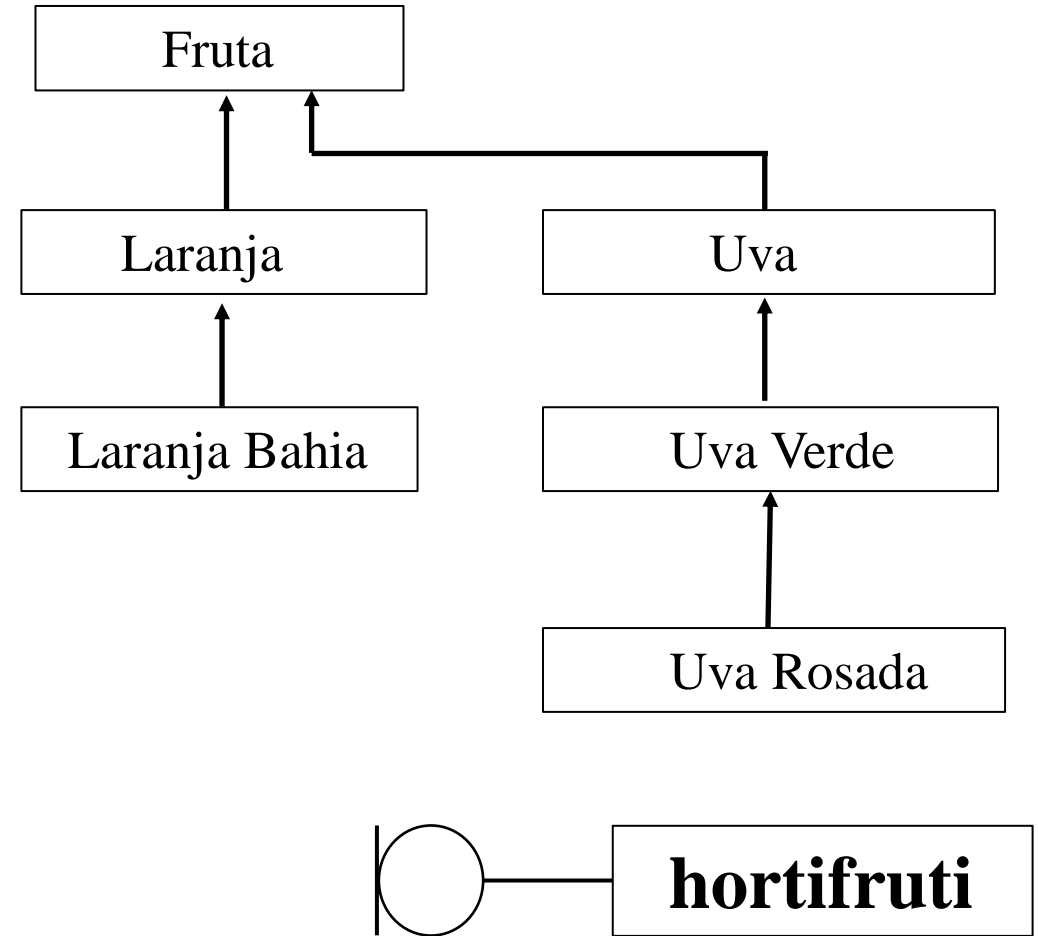 Fruta
Laranja
Uva
Laranja Bahia
Uva Verde
Uva Rosada
hortifruti